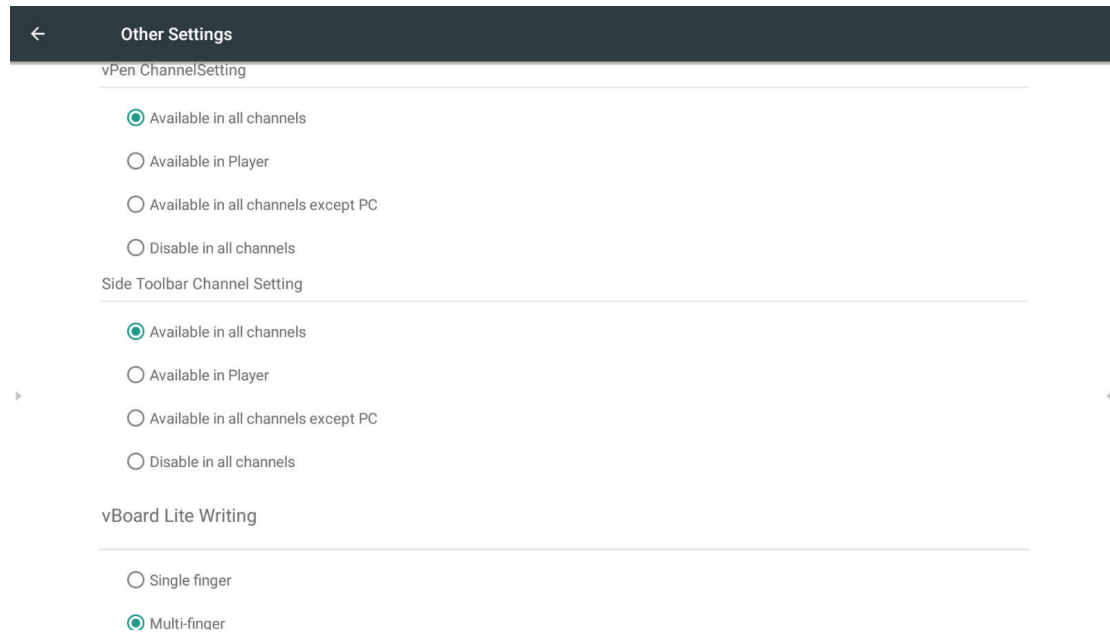 Other Settings
vPen ChannelSetting
Available in all channels
Available in Player
Available in all channels except PC
Disable in all channels
Side Toolbar Channel Setting
Available in all channels
Available in Player
Available in all channels except PC
Disable in all channels
vBoard Lite Writing
Single finger
Multi-finger